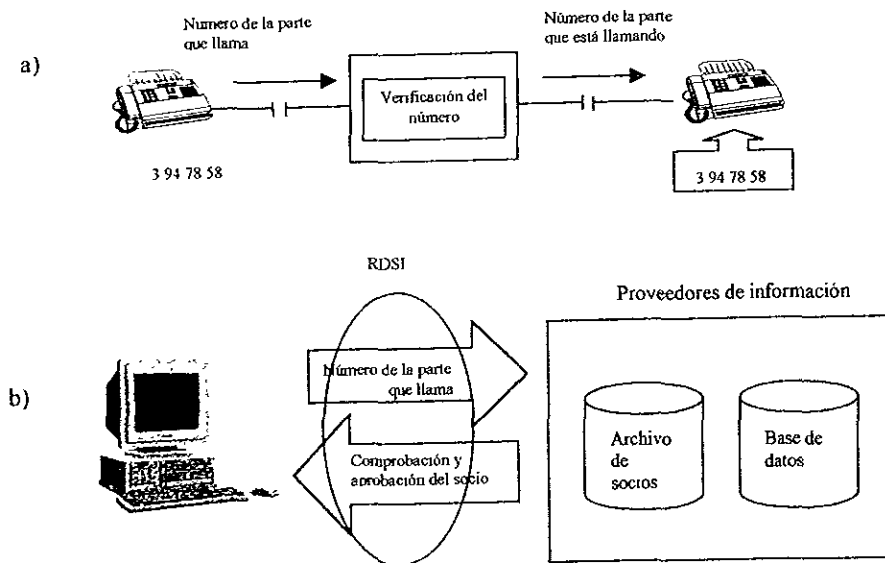 a)
Numero de la parte
que llama
Número de la parte
que está llamando
Verificación del
número
3 94 78 58
3 94 78 58
b)
RDSI
Proveedores de información
Número de la parte
que llama
Comprobación y
aprobación del socio
Archivo
de
socios
Base de
datos